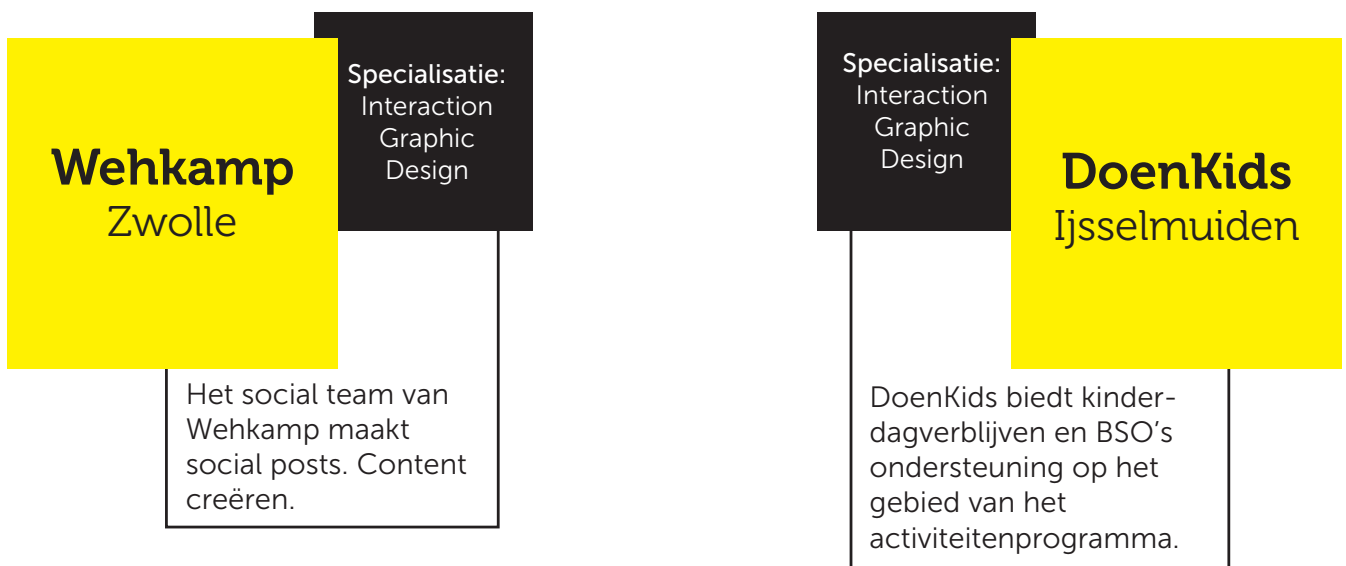 Wehkamp
Zwolle
Specialisatie:
Interaction
Graphic
Design
Het social team van
Wehkamp maakt
social posts. Content
creëren.
Specialisatie:
Interaction
Graphic
Design
DoenKids
Ijsselmuiden
DoenKids biedt kinder-
dagverblijven en BSO's
ondersteuning op het
gebied van het
activiteitenprogramma.